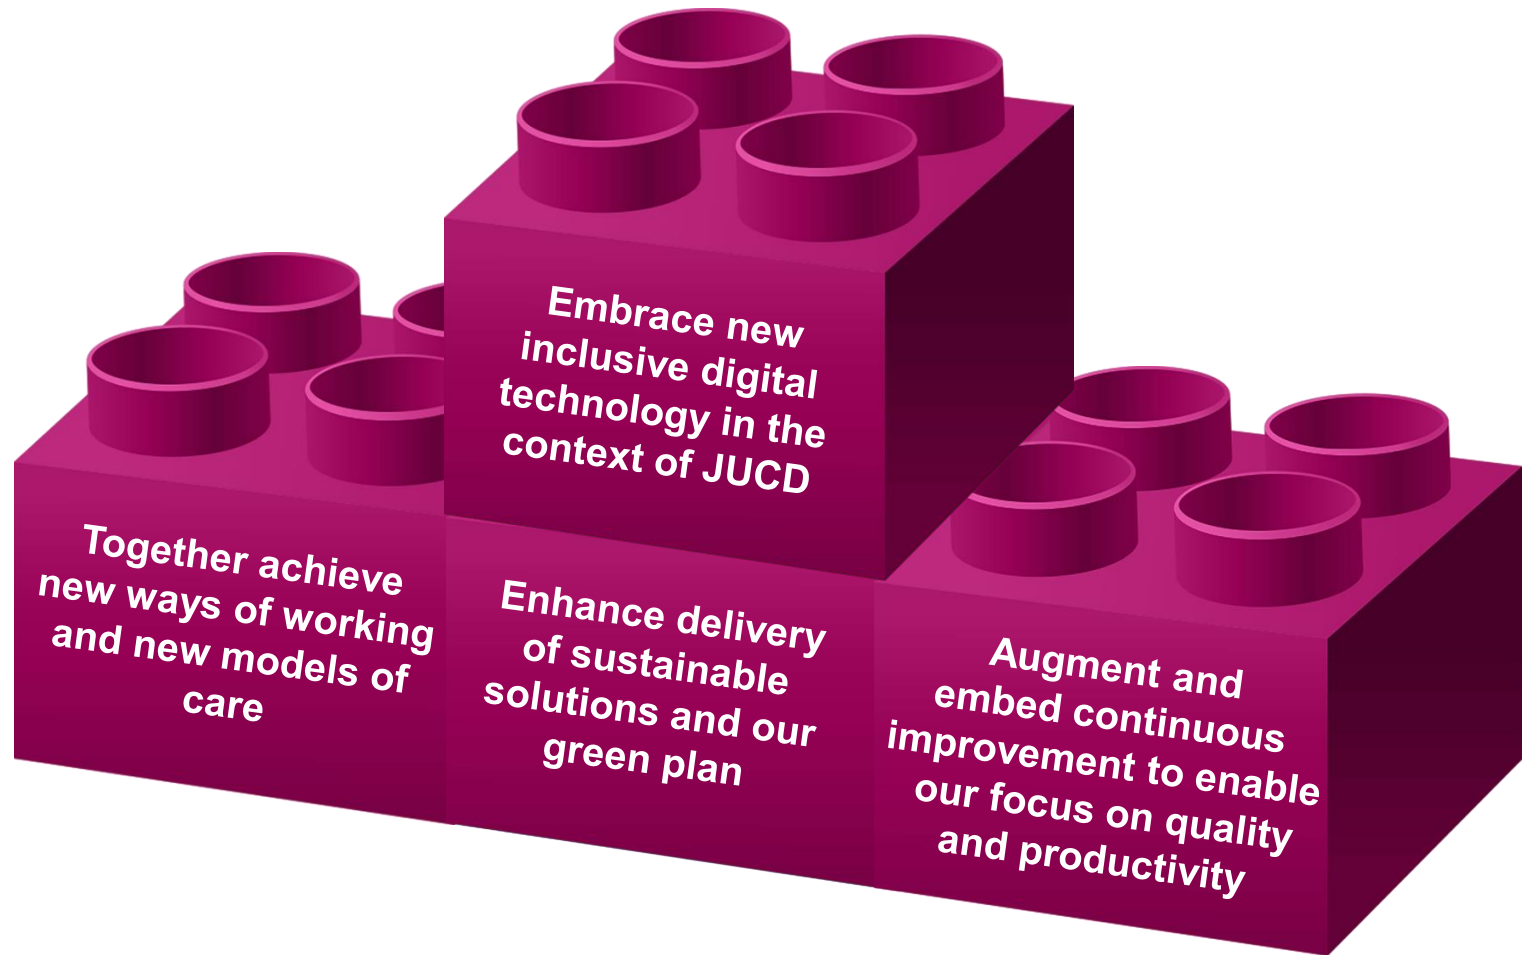 Embrace new
inclusive digital
technology in the
context of JUCD
Together achieve
new ways of working
and new models of
care
Enhance delivery
of sustainable
solutions and our
green plan
Augment and
embed continuous
improvement to enable
our focus on quality
and productivity